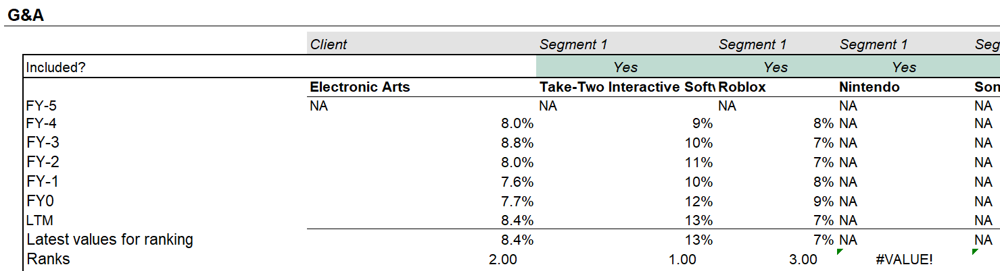 G&A
Client Segment 1 Segment 1 Segment 1 Seg
Included? Yes Yes Yes
Electronic Arts Take-Two Interactive Soft Roblox Nintendo Son
FY-5 NA NA NA NA NA
FY-4 8.0% 9% 8% NA NA
FY-3 8.8% 10% 7% NA NA
FY-2 8.0% 11% 7% NA NA
FY-1 7.6% 10% 8% NA NA
FY0 7.7% 12% 9% NA NA
LTM 8.4% 13% 7% NA NA
Latest values for ranking 8.4% 13% 7% NA NA
Ranks 2.00 1.00 3.00 #VALUE!